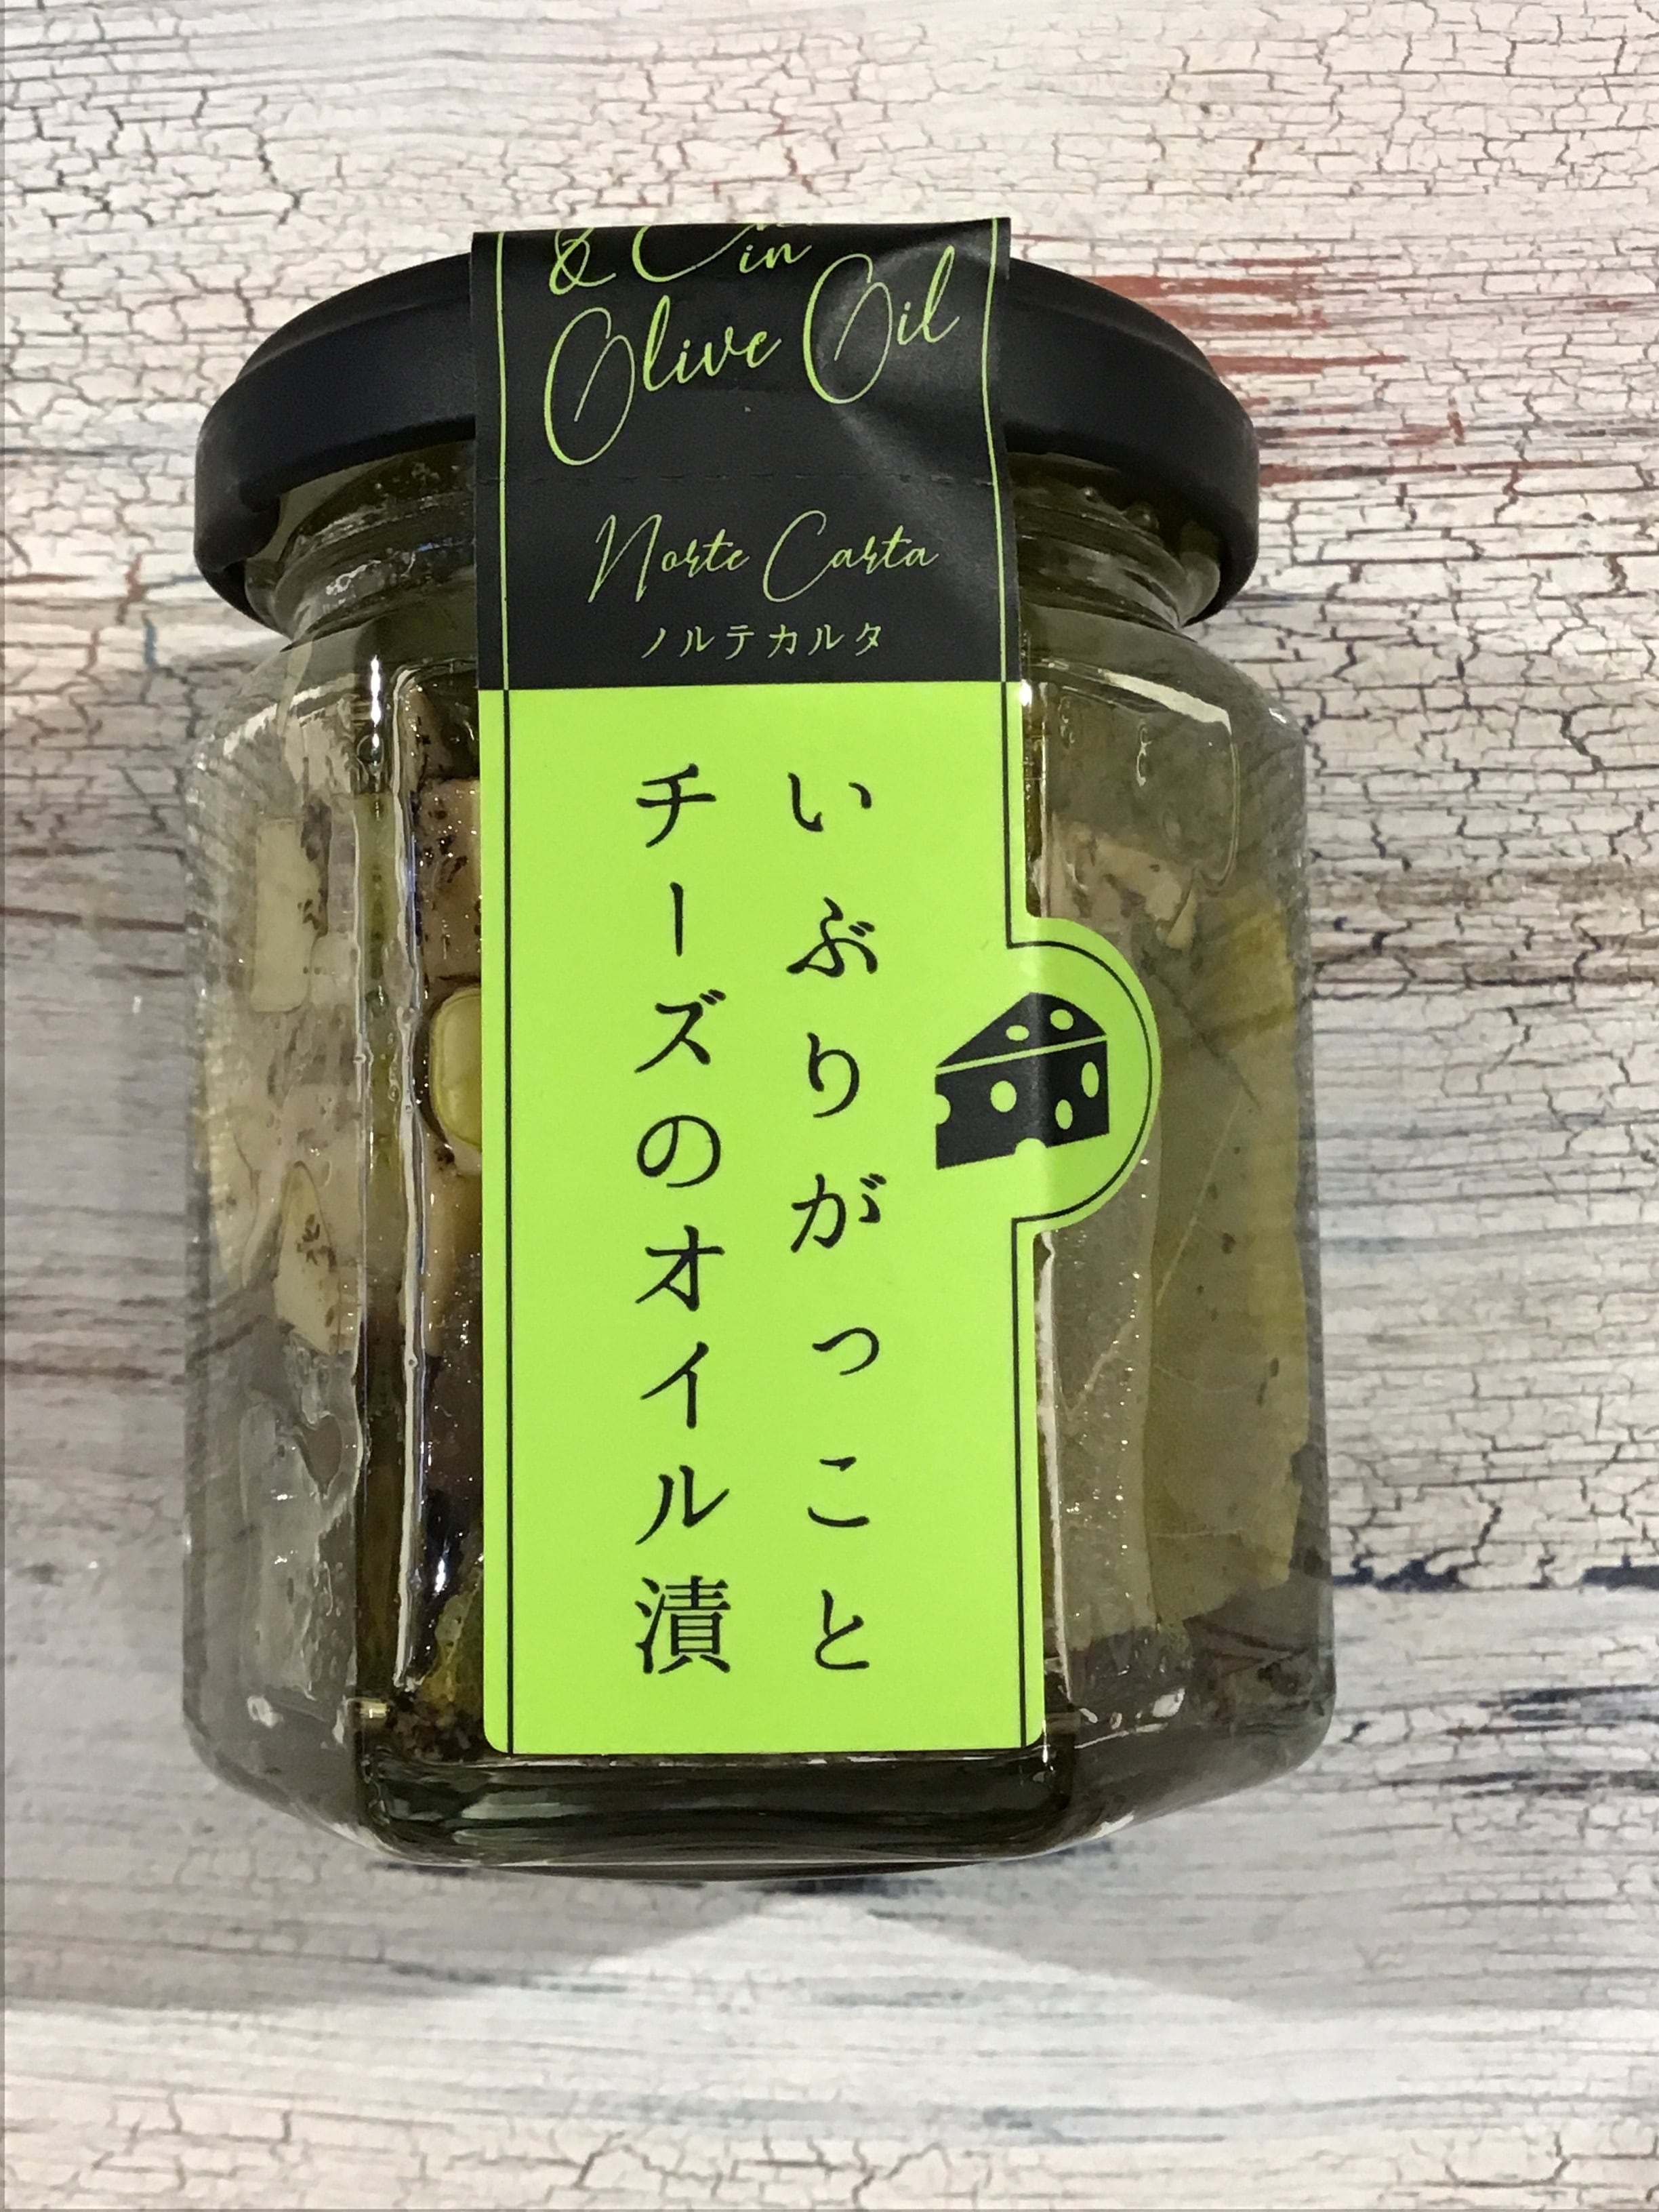 & in
Olive Oil
Norte Carta
ノルテカルタ
いぶりがっこと
チーズのオイル漬